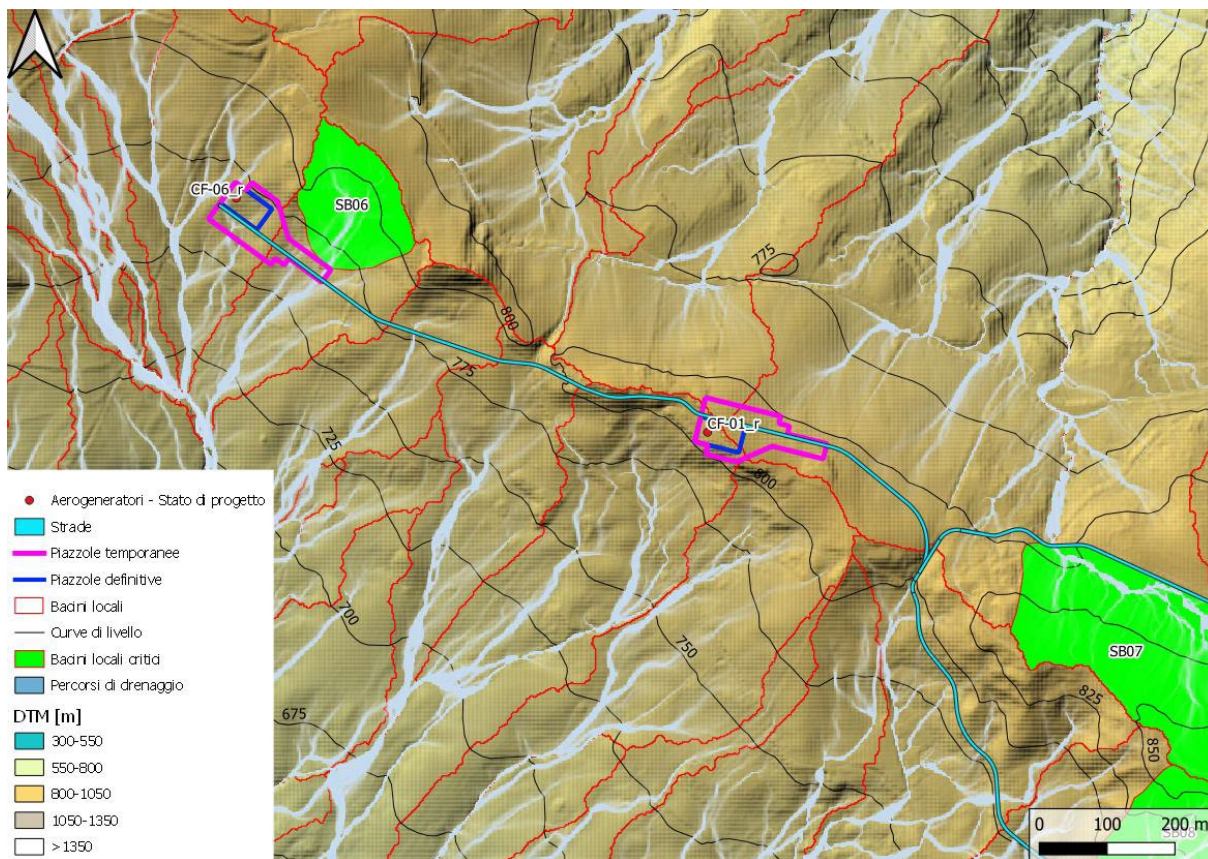 CF-06_r
SB06
775
800
775
CF-01_r
800
725
700
750
SB07
825
850
675
Aerogeneratori - Stato di progetto
Strade
Piazzole temporanee
Piazzole definitive
Bacini locali
Curve di livello
Bacini locali critici
Percorsi di drenaggio
DTM [m]
300-550
550-800
800-1050
1050-1350
>1350
0 100 200 m
SB08